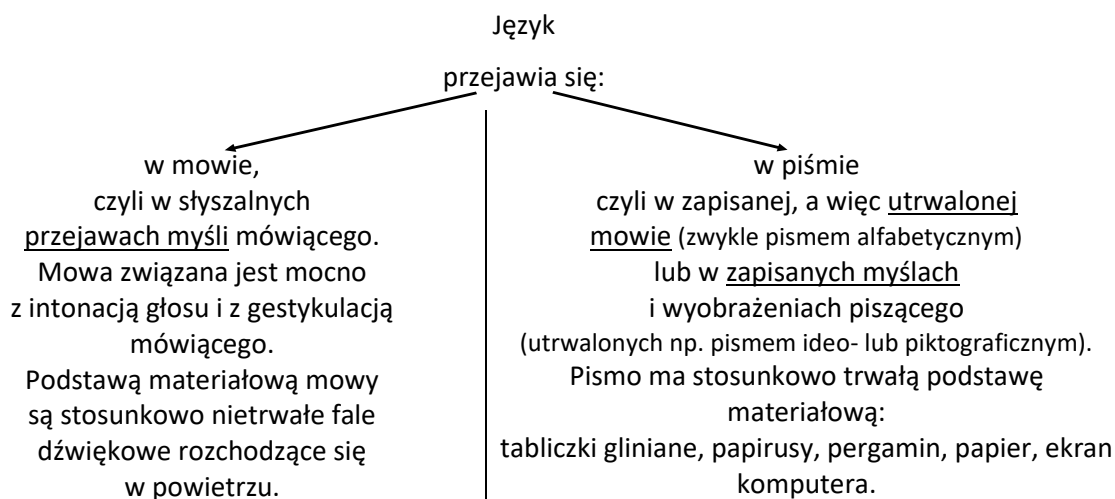 Język
przejawia się:
w mowie,
czyli w słyszalnych
przejawach myśli mówiącego.
Mowa związana jest mocno
z intonacją głosu i z gestykulacją
mówiącego.
Podstawą materiałową mowy
są stosunkowo nietrwałe fale
dźwiękowe rozchodzące się
w powietrzu.
w piśmie
czyli w zapisanej, a więc utrwalonej
mowie (zwykle pismem alfabetycznym)
lub w zapisanych myślach
i wyobrażeniach piszącego
(utrwalonych np. pismem ideo- lub piktograficznym).
Pismo ma stosunkowo trwałą podstawę
materiałową:
tabliczki gliniane, papirusy, pergamin, papier, ekran
komputera.